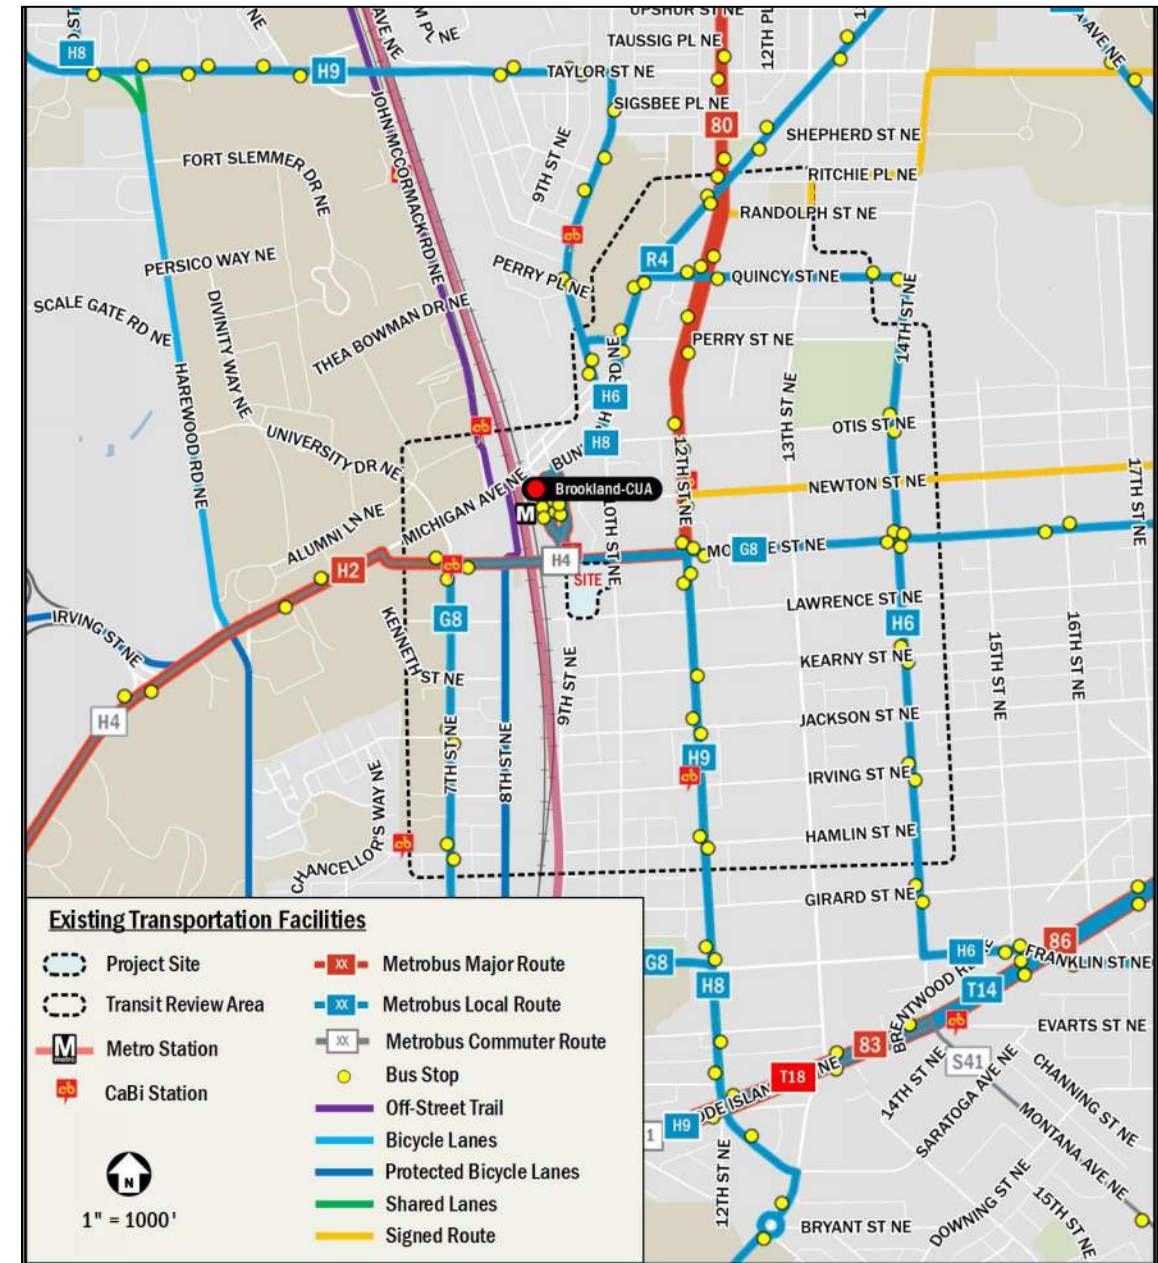 UPSHUR ST NE
12TH PL
H8
TAUSSIG PL NE
H9
TAYLOR ST NE
SIGSBEE PL NE
80
SHEPHERD ST NE
JOHN MCCORMACK RD NE
FORT SLEMMER DR NE
9TH ST NE
RITCHIE PL NE
RANDOLPH ST NE
PERSICO WAY NE
PERRY PL NE
R4
QUINCY ST NE
SCALE GATE RD NE
DIVINITY WAY NE
THEA BOWMAN DR NE
14TH ST NE
PERRY ST NE
HAREWOOD RD NE
H6
13TH ST NE
OTIS ST NE
UNIVERSITY DR NE
H8
12TH ST NE
17TH ST NE
MICHIGAN AVE NE
Brookland-CUA
NEWTON ST NE
M
10TH ST NE
ALUMNI LN NE
H4
G8
E ST NE
H2
SITE
LAWRENCE ST NE
IRVING ST NE
KENNETH ST NE
G8
H6
15TH ST NE
16TH ST NE
KEARNY ST NE
9TH ST NE
H4
JACKSON ST NE
7TH ST NE
8TH ST NE
H9
cb
IRVING ST NE
CHANCELLOR'S WAY NE
HAMLIN ST NE
cb
GIRARD ST NE
Existing Transportation Facilities
Project Site
Transit Review Area
M
metro
Metro Station
cb
CaBi Station
N
1" = 1000'
XX
Metrobus Major Route
XX
Metrobus Local Route
XX
Metrobus Commuter Route
Bus Stop
Off-Street Trail
Bicycle Lanes
Protected Bicycle Lanes
Shared Lanes
Signed Route
G8
H6
86
FRANKLIN ST NE
H8
T14
BRENTWOOD R
EVARTS ST NE
83
T18
14TH ST NE
S41
SARATOGA AVE NE
CHANNING ST NE
MONTANA AVE NE
1
H9
12TH ST NE
BRYANT ST NE
DOWNING ST NE
15TH ST NE